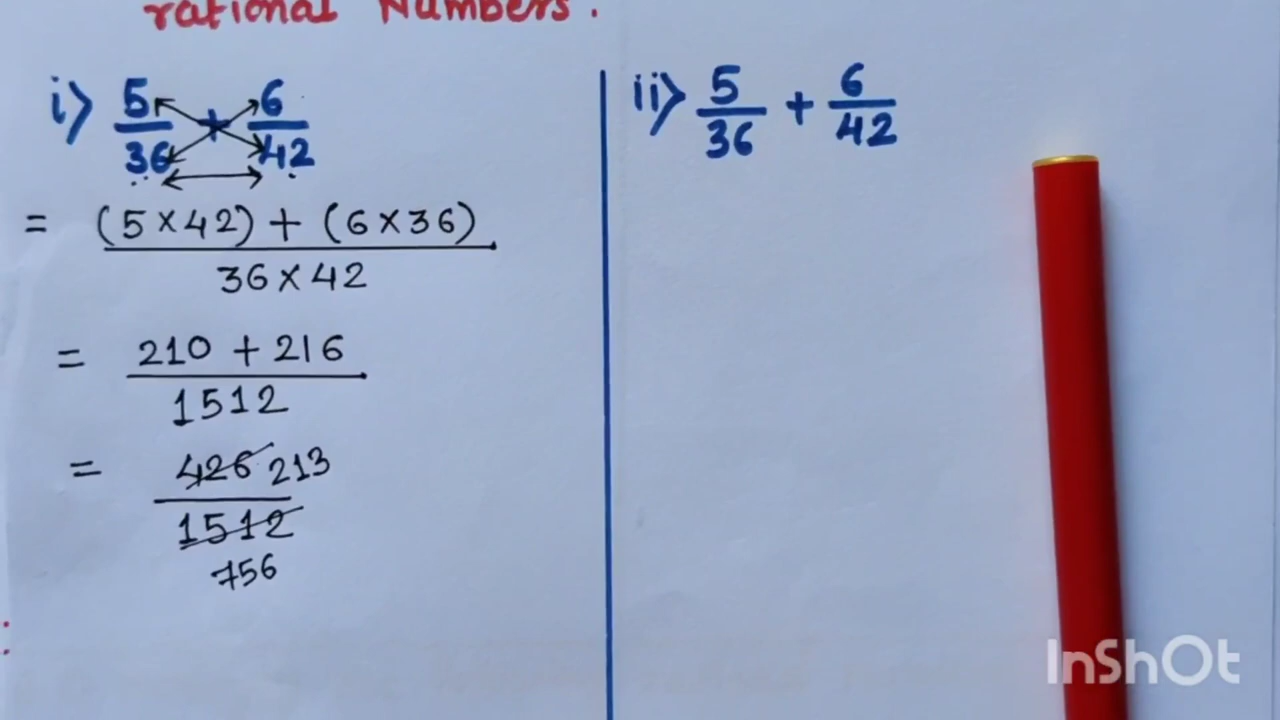 rational Numbers.
i) 5/36 + 6/42
= (5×42) + (6×36) / 36×42
= 210 + 216 / 1512
= 426 213 / 1512 756
ii) 5/36 + 6/42
InShOt